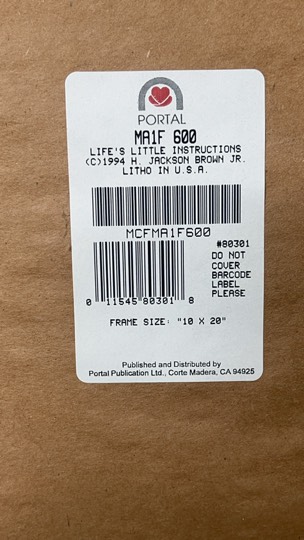 PORTAL
MA1F 600
LIFE'S LITTLE INSTRUCTIONS
(C)1994 H. JACKSON BROWN JR.
LITHO IN U.S.A.
MCFMA1F600
#80301
DO NOT
COVER
BARCODE
LABEL
PLEASE
0 11545 80301 8
FRAME SIZE: "10 X 20"
Published and Distributed by
Portal Publication Ltd., Corte Madera, CA 94925